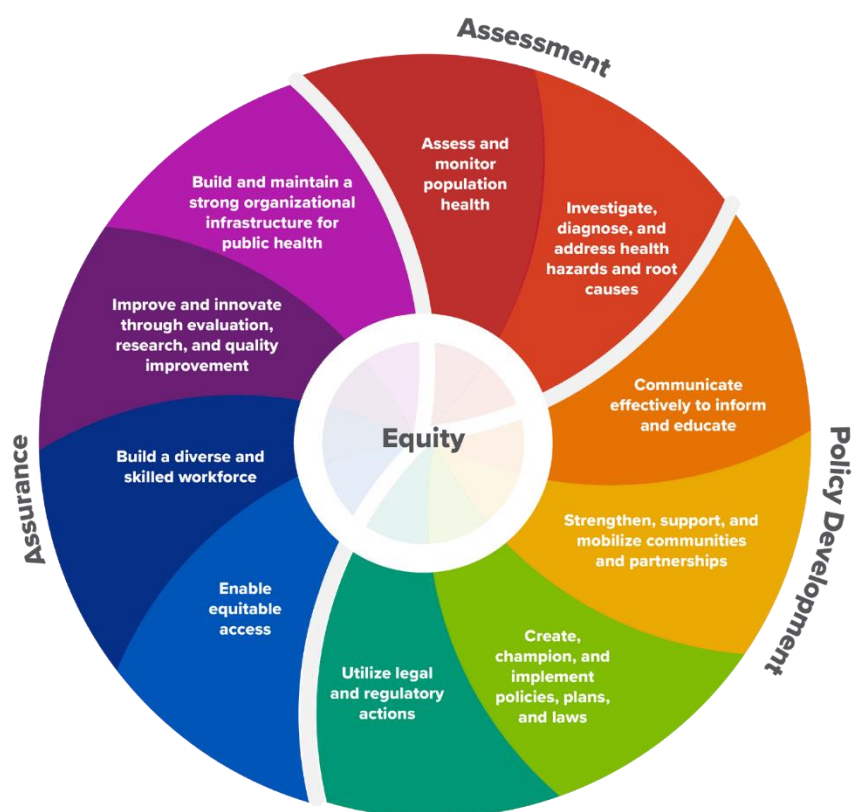 Assessment
Assess and
monitor
population
health
Investigate,
diagnose, and
address health
hazards and root
causes
Policy Development
Communicate
effectively to inform
and educate
Strengthen, support, and
mobilize communities
and partnerships
Create,
champion, and
implement
policies, plans,
and laws
Utilize legal
and regulatory
actions
Assurance
Enable
equitable
access
Build a diverse and
skilled workforce
Improve and innovate
through evaluation,
research, and quality
improvement
Build and maintain a
strong organizational
infrastructure for
public health
Equity